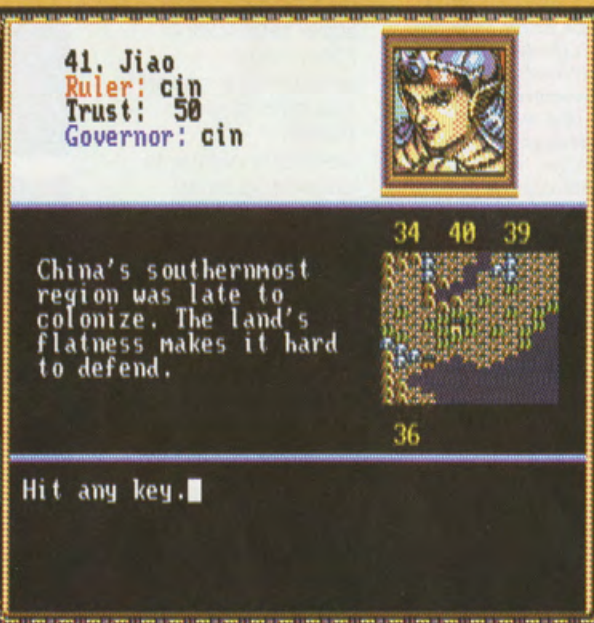 41. Jiao
Ruler: cin
Trust: 50
Governor: cin
34 40 39
China's southernmost
region was late to
colonize. The land's
flatness makes it hard
to defend.
36
Hit any key.